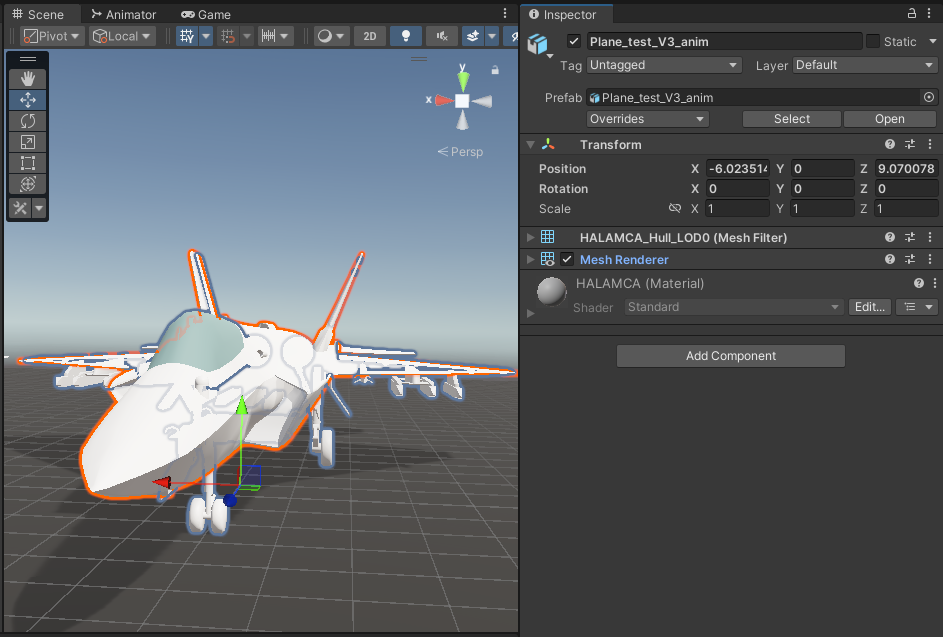 Scene Animator Game
Pivot Local 2D
y
x
Persp
Inspector
Plane_test_V3_anim Static
Tag Untagged Layer Default
Prefab Plane_test_V3_anim
Overrides Select Open
Transform
Position X -6.023514 Y 0 Z 9.070078
Rotation X 0 Y 0 Z 0
Scale X 1 Y 1 Z 1
HALAMCA_Hull_LOD0 (Mesh Filter)
Mesh Renderer
HALAMCA (Material)
Shader Standard Edit...
Add Component